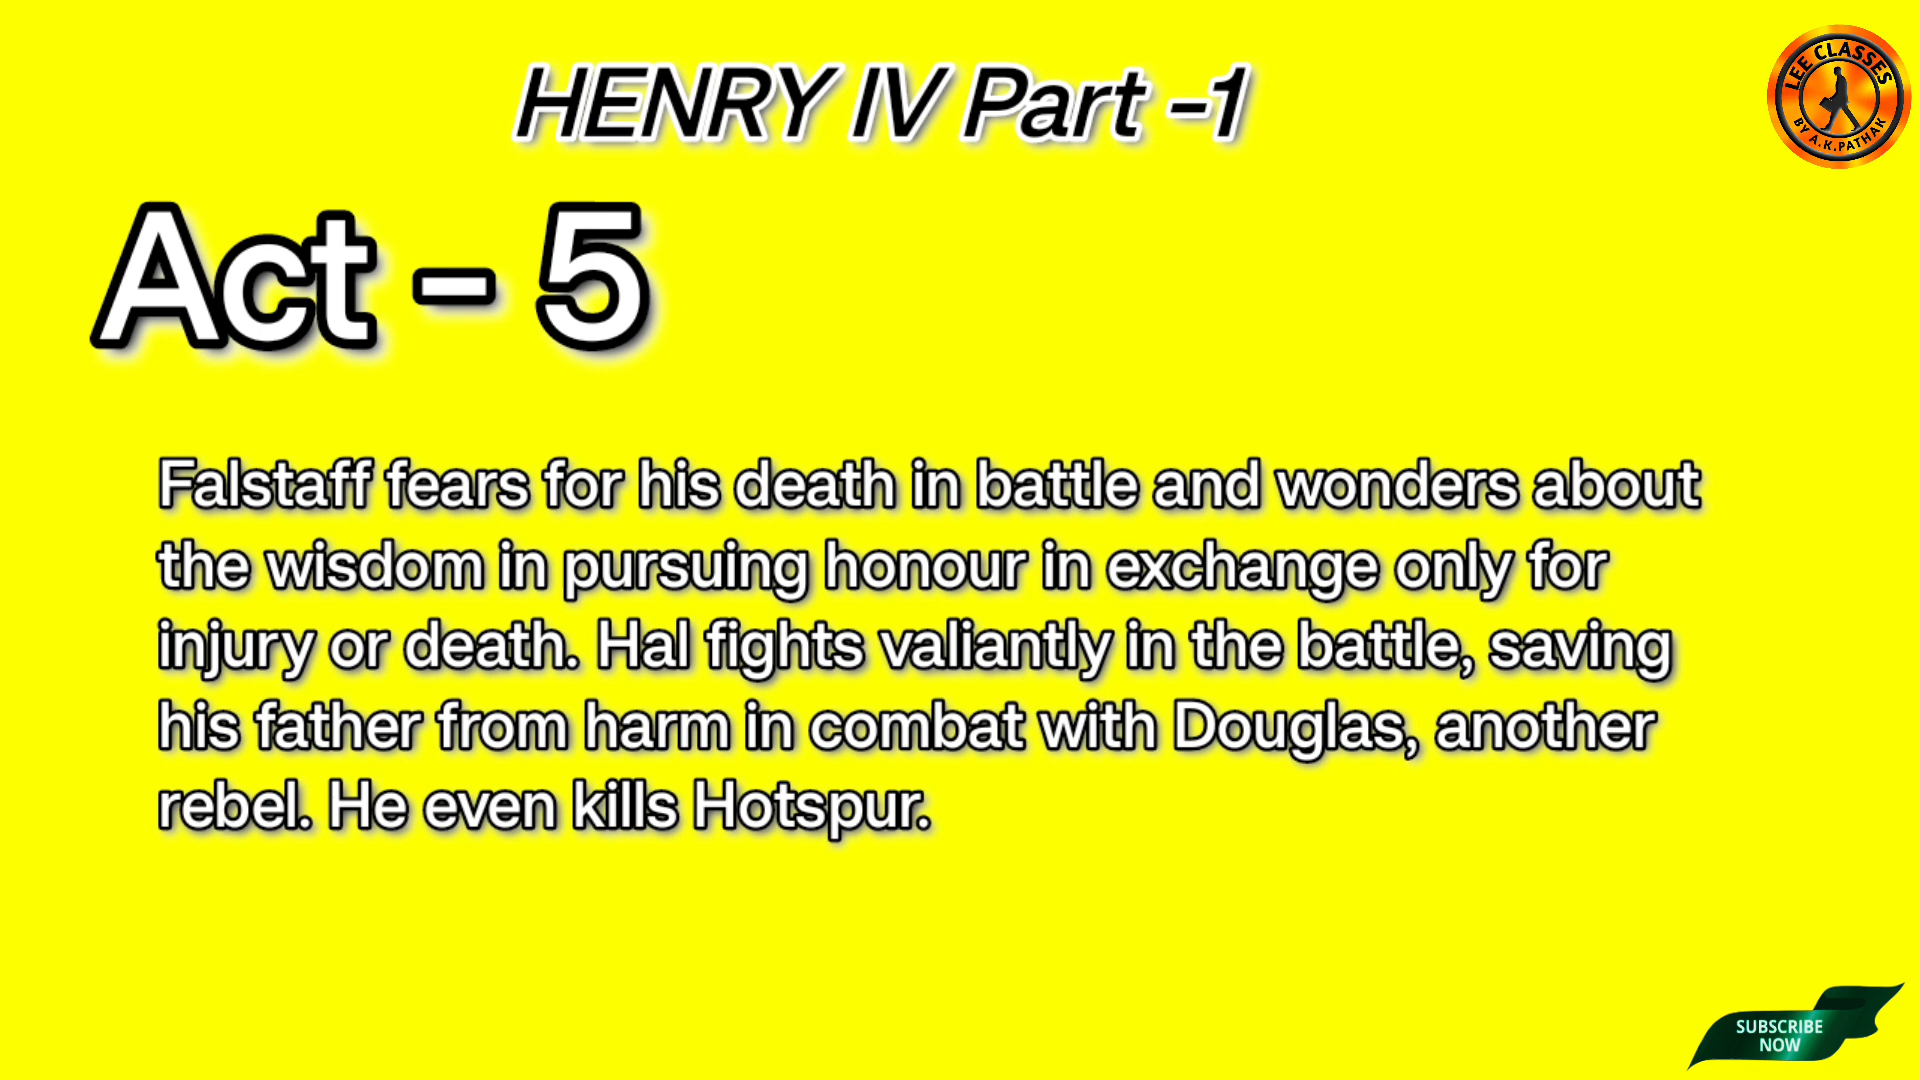 HENRY IV Part -1
LEE CLASSES
BY A.K.PATHAK
Act - 5
Falstaff fears for his death in battle and wonders about
the wisdom in pursuing honour in exchange only for
injury or death. Hal fights valiantly in the battle, saving
his father from harm in combat with Douglas, another
rebel. He even kills Hotspur.
SUBSCRIBE
NOW